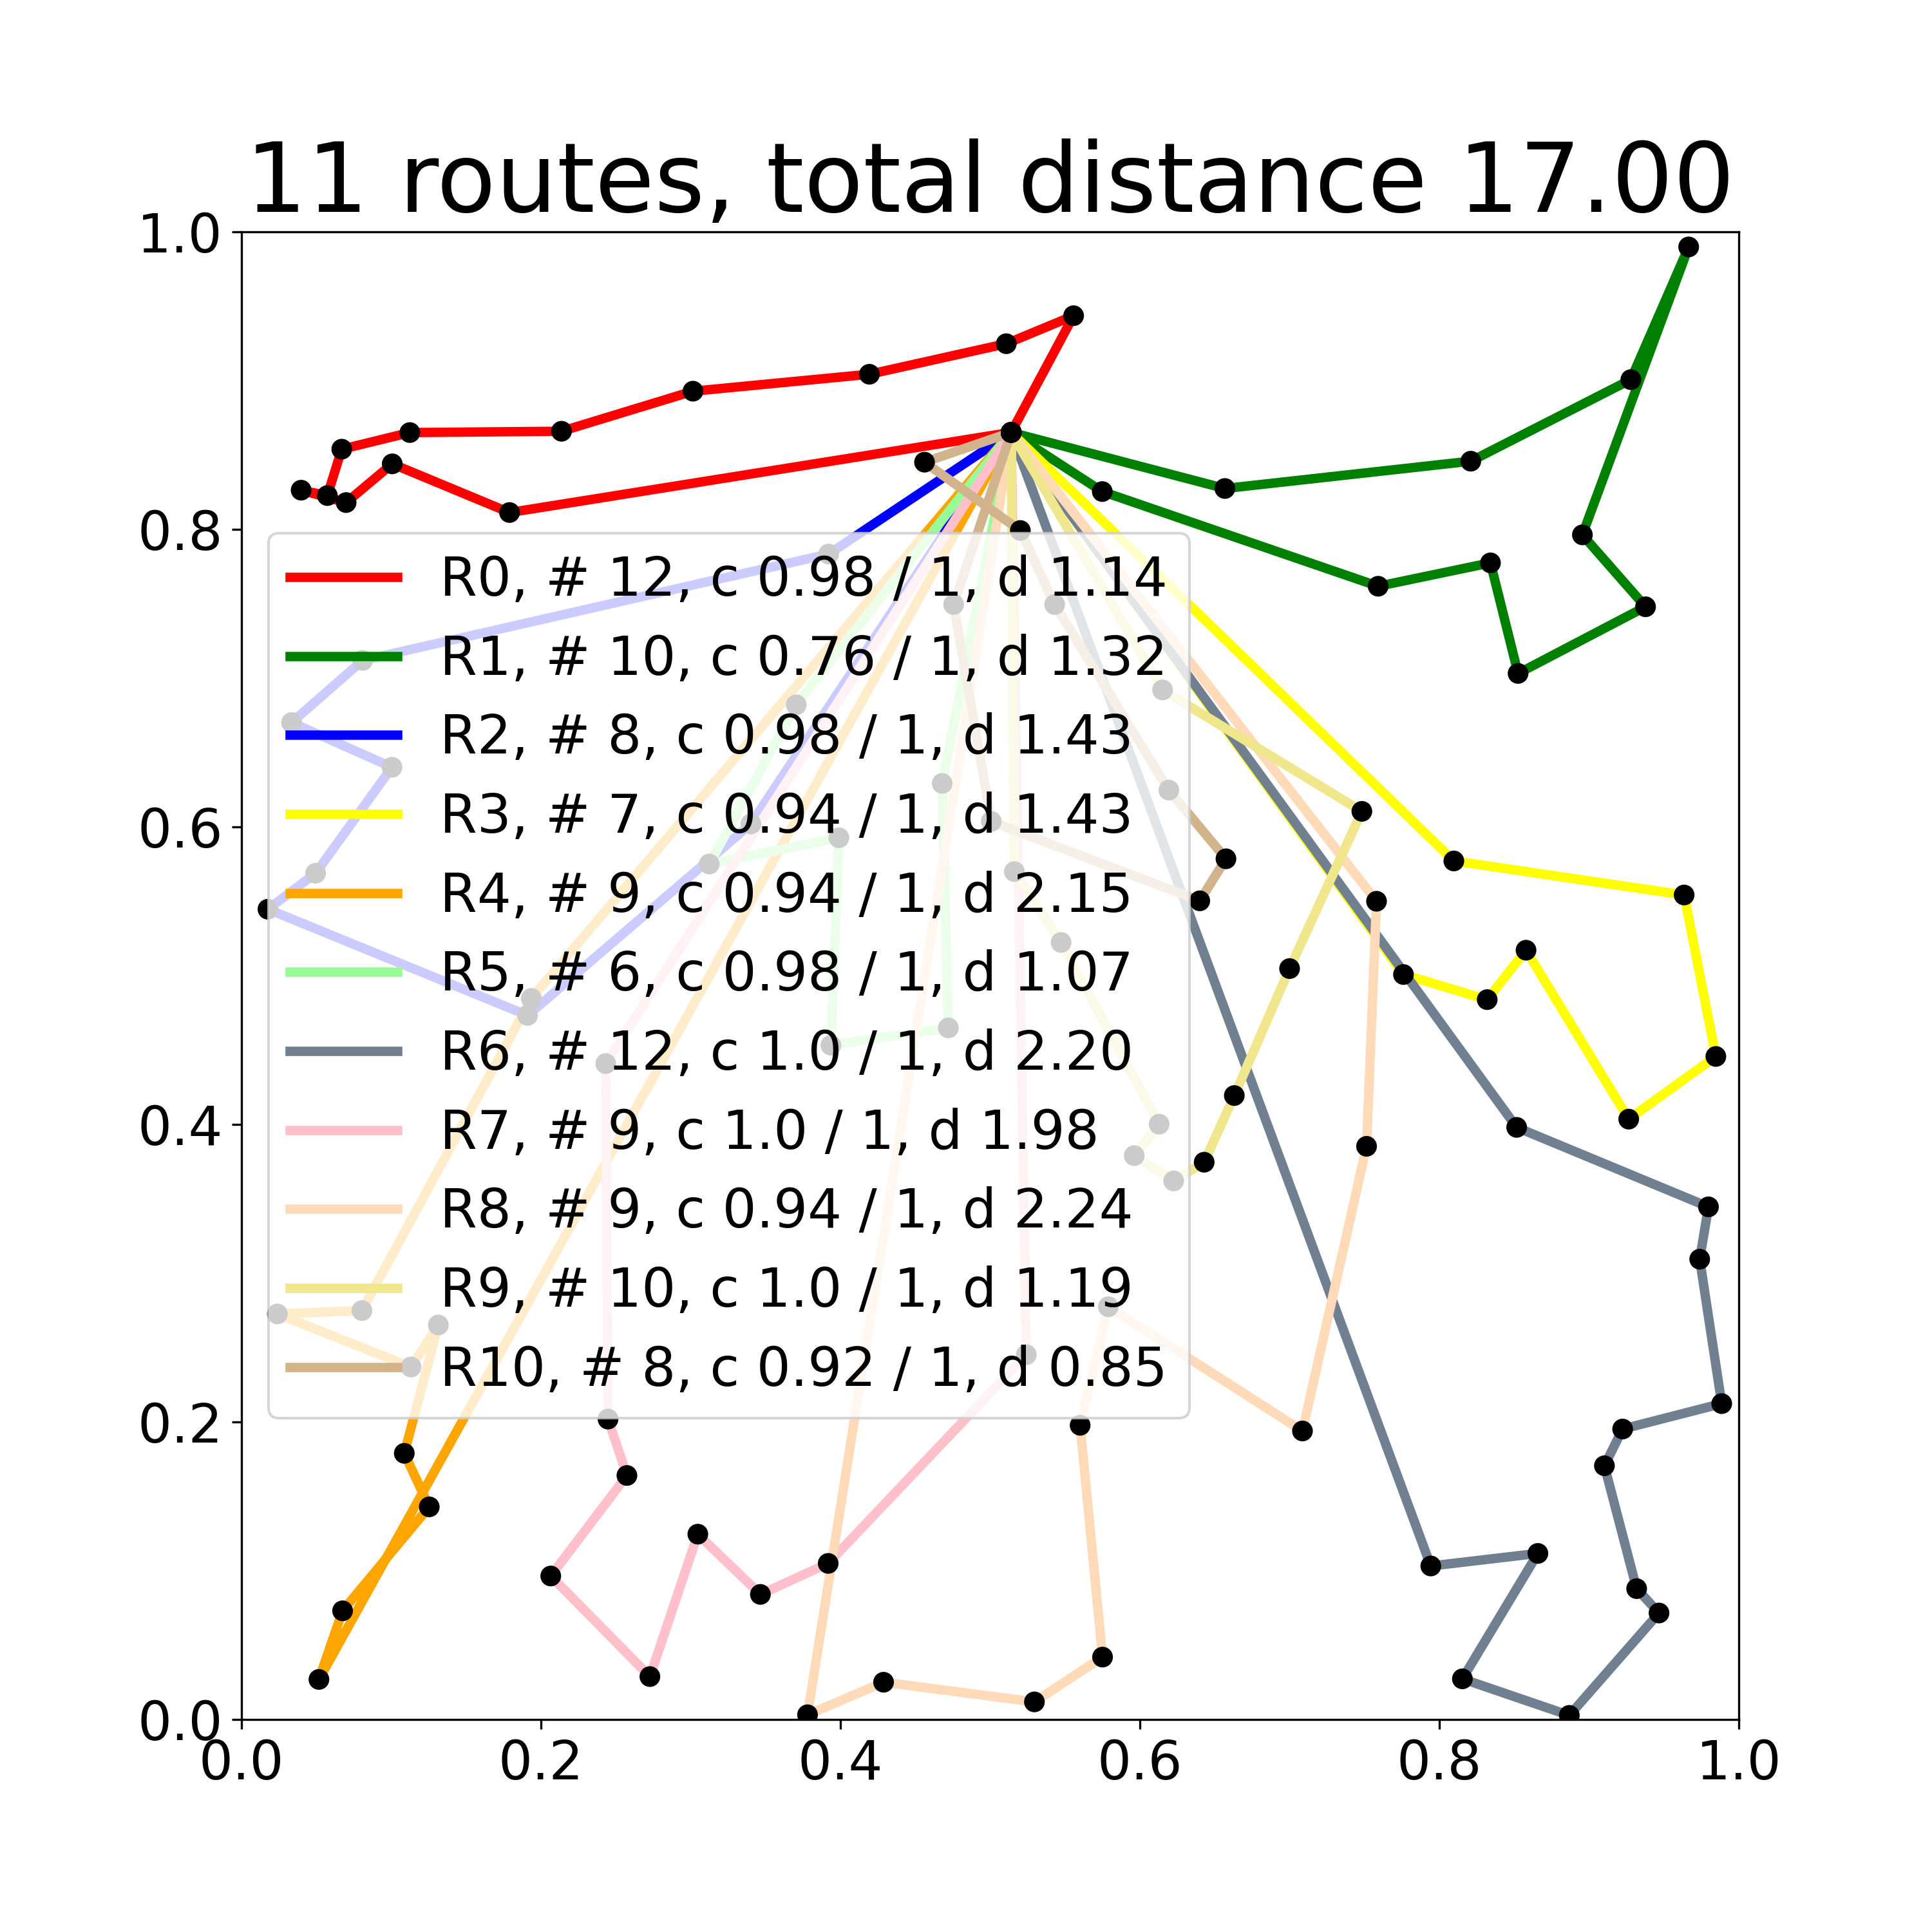 11 routes, total distance 17.00
1.0
0.8
0.6
0.4
0.2
0.0
R0, # 12, c 0.98 / 1, d 1.14
R1, # 10, c 0.76 / 1, d 1.32
R2, # 8, c 0.98 / 1, d 1.43
R3, # 7, c 0.94 / 1, d 1.43
R4, # 9, c 0.94 / 1, d 2.15
R5, # 6, c 0.98 / 1, d 1.07
R6, # 12, c 1.0 / 1, d 2.20
R7, # 9, c 1.0 / 1, d 1.98
R8, # 9, c 0.94 / 1, d 2.24
R9, # 10, c 1.0 / 1, d 1.19
R10, # 8, c 0.92 / 1, d 0.85
0.0 0.2 0.4 0.6 0.8 1.0